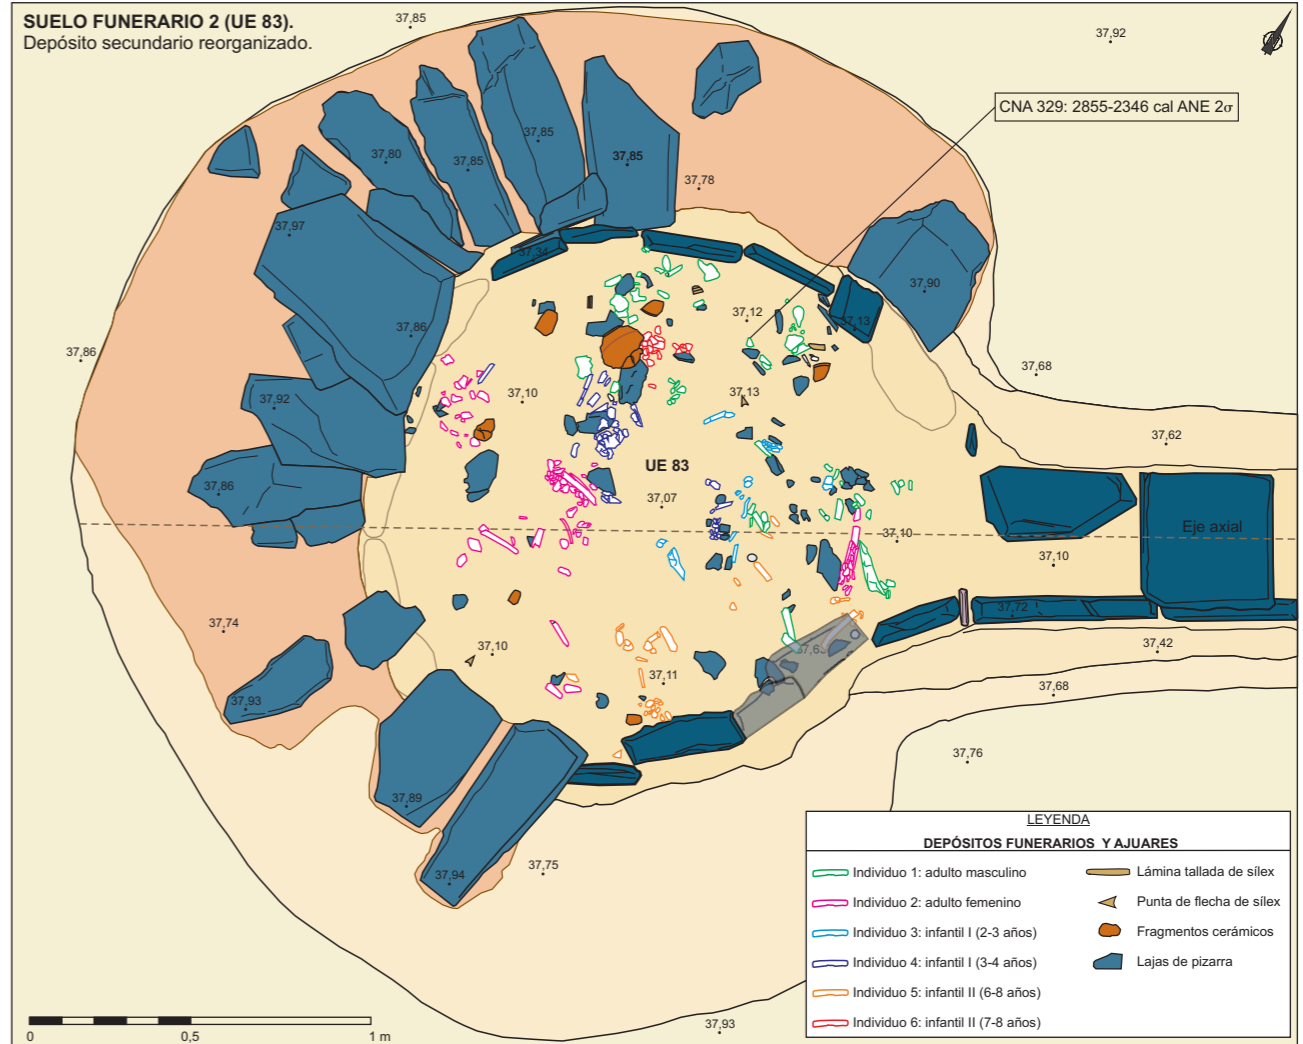 SUELO FUNERARIO 2 (UE 83).
Depósito secundario reorganizado.
37,85
37,92
CNA 329: 2855-2346 cal ANE 2σ
37,85
37,80
37,85
37,85
37,78
37,97
37,34
37,90
37,12
37,13
37,86
37,86
37,68
37,10
37,13
37,92
37,62
UE 83
37,86
37,07
Eje axial
37,10
37,10
37,72
37,74
37,10
37,42
37,11
37,68
37,93
37,76
37,89
37,75
37,94
37,93
0
0,5
1 m
LEYENDA
DEPÓSITOS FUNERARIOS Y AJUARES
Individuo 1: adulto masculino
Individuo 2: adulto femenino
Individuo 3: infantil I (2-3 años)
Individuo 4: infantil I (3-4 años)
Individuo 5: infantil II (6-8 años)
Individuo 6: infantil II (7-8 años)
Lámina tallada de sílex
Punta de flecha de sílex
Fragmentos cerámicos
Lajas de pizarra